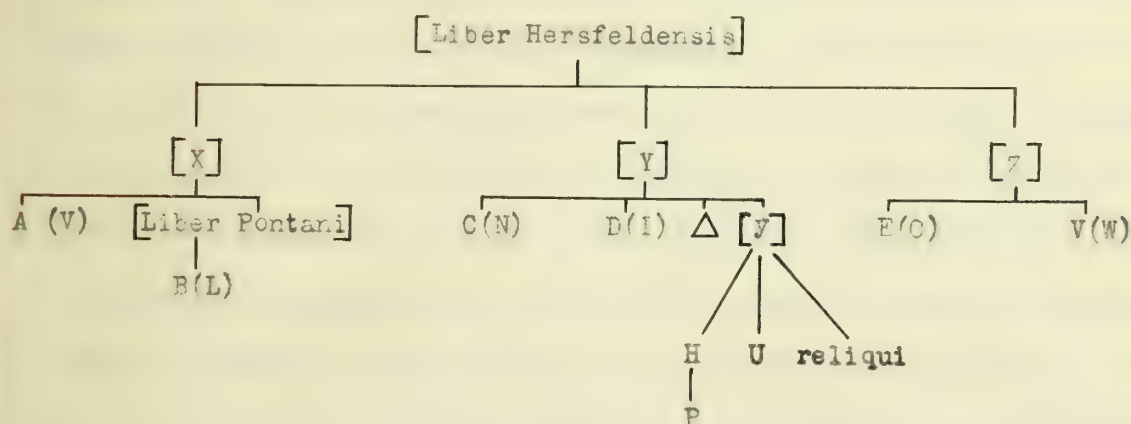 [Liber Hersfeldensis]
[X] [Y] [Z]
A (V) [Liber Pontani] C(N) D(I) △ [y] E(O) V(W)
B(L)
H U reliqui
P